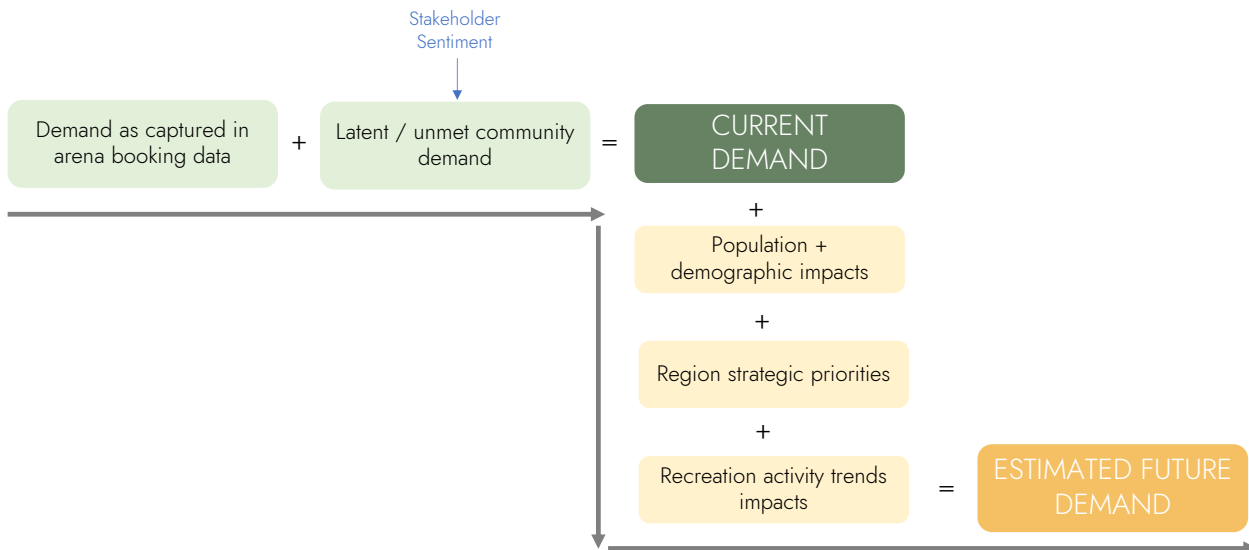 Stakeholder
Sentiment
Demand as captured in
arena booking data
+
Latent / unmet community
demand
=
CURRENT
DEMAND
+
Population +
demographic impacts
+
Region strategic priorities
+
Recreation activity trends
impacts
=
ESTIMATED FUTURE
DEMAND